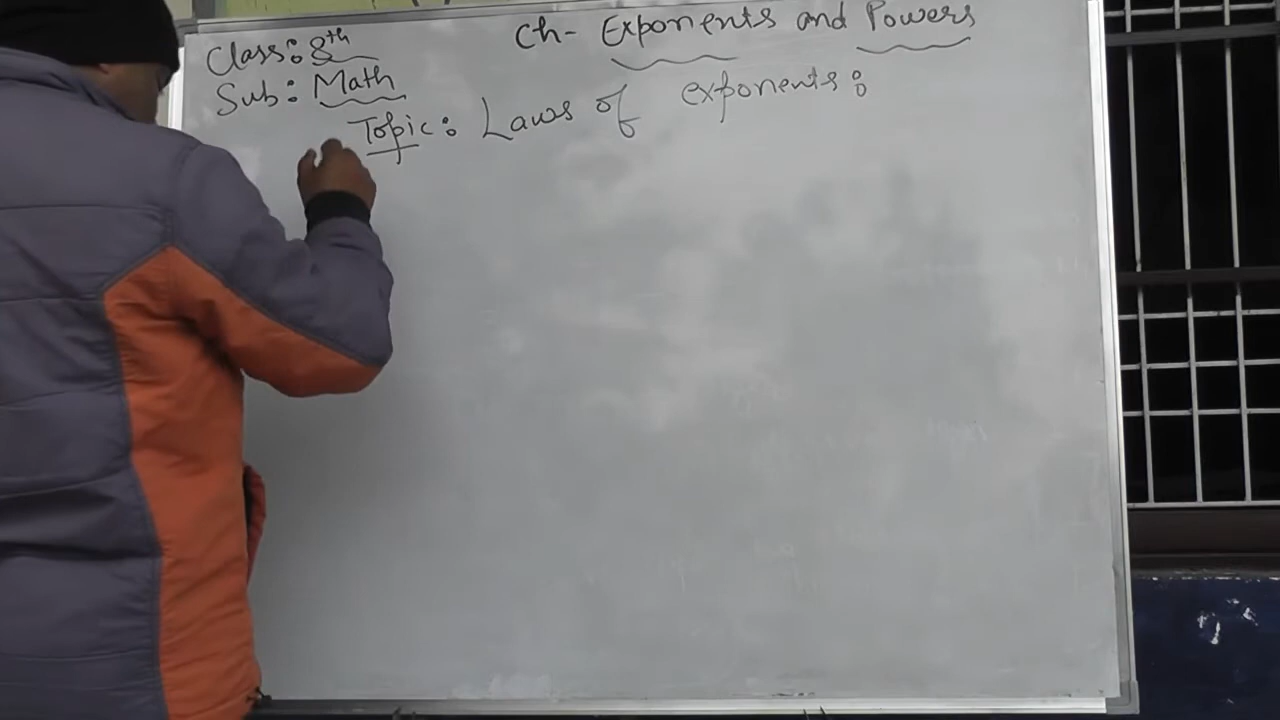 Ch- Exponents and Powers
Class: 8th
Sub: Math
Topic: Laws of exponents: